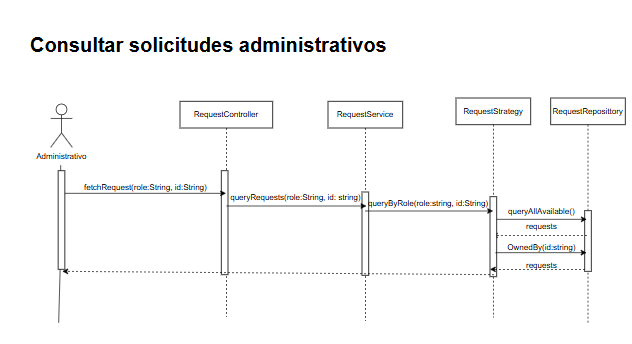 Consultar solicitudes administrativos
RequestController
RequestService
RequestStrategy
RequestReposittory
Administrativo
fetchRequest(role:String, id:String)
queryRequests(role:String, id: string)
queryByRole(role:string, id:String)
queryAllAvailable()
requests
OwnedBy(id:string)
requests